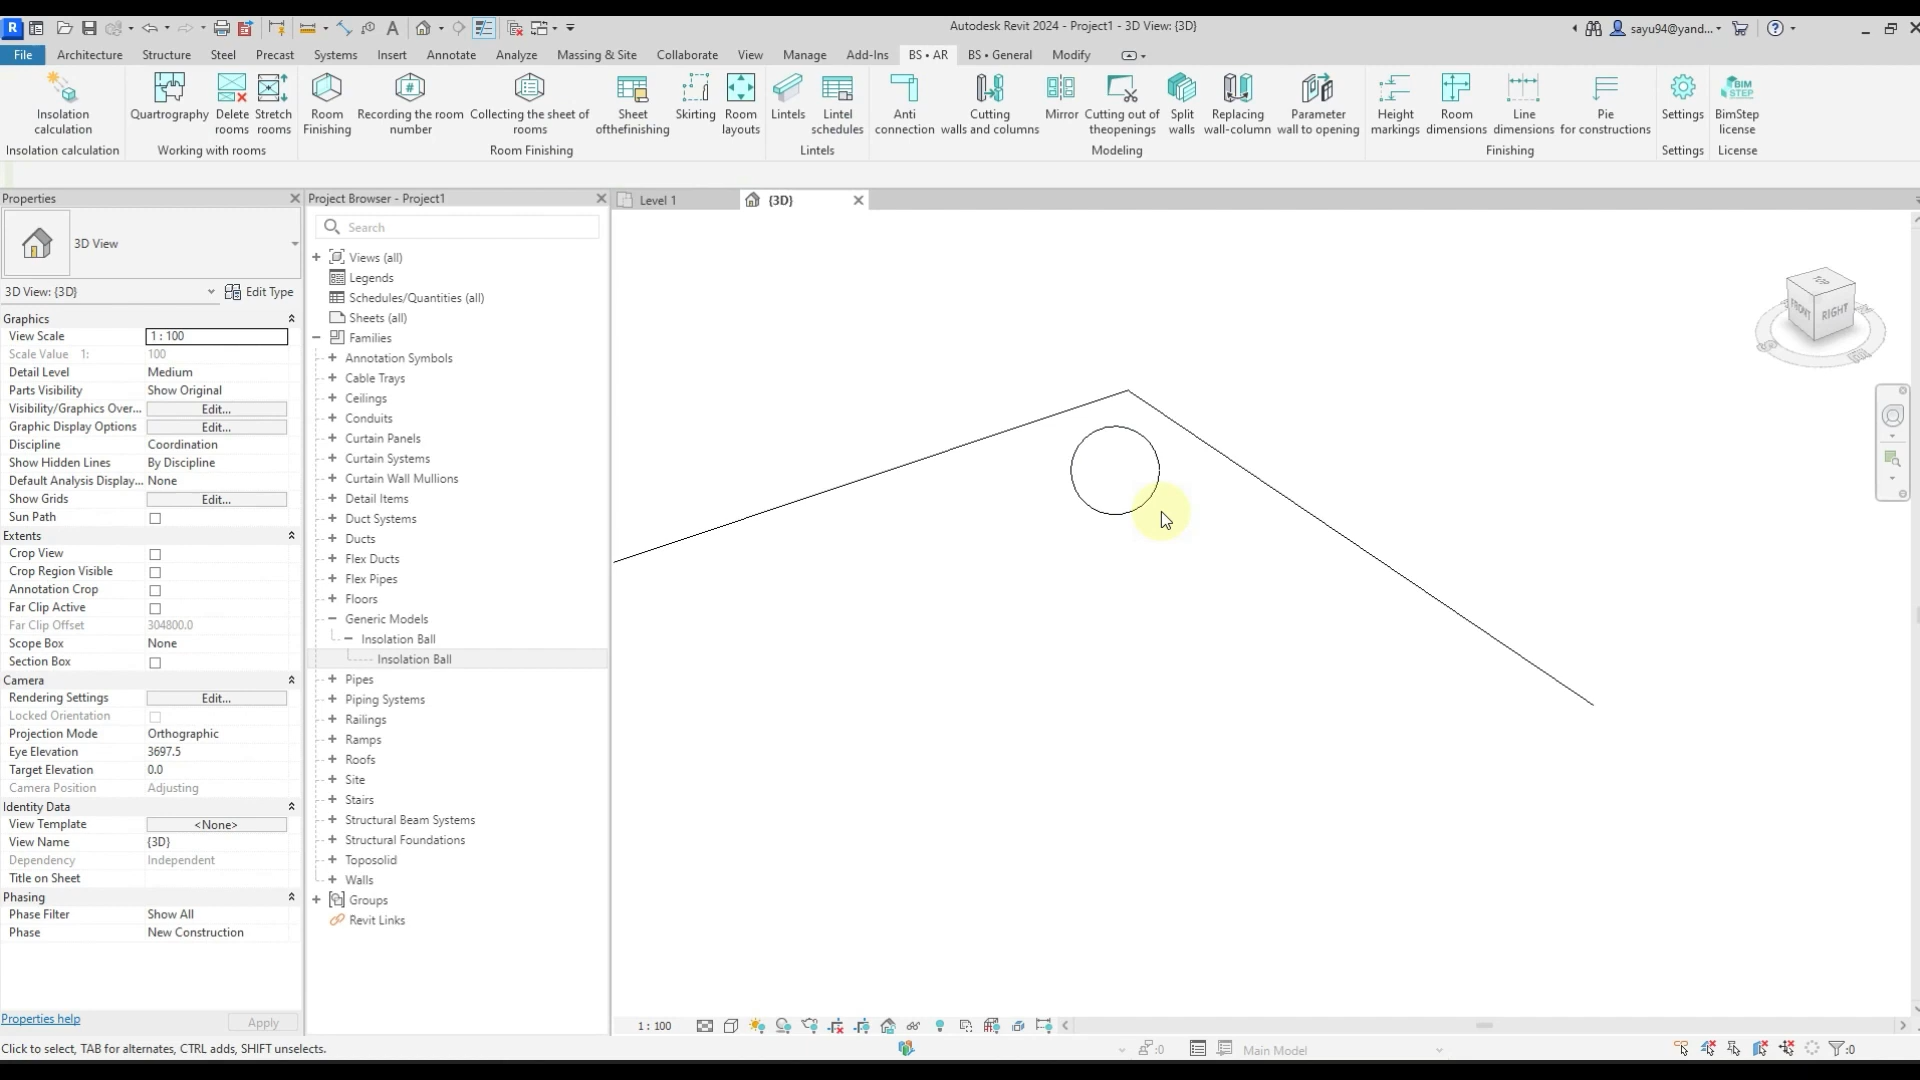 Autodesk Revit 2024 - Project1 - 3D View: {3D}
sayu94@yand...
File Architecture Structure Steel Precast Systems Insert Annotate Analyze Massing & Site Collaborate View Manage Add-Ins BS • AR BS • General Modify
Insolation calculation
Quartrography
Delete rooms
Stretch rooms
Room Finishing
Recording the room number
Collecting the sheet of rooms
Sheet ofthefinishing
Skirting
Room layouts
Lintels
Lintel schedules
Anti connection
Cutting walls and columns
Mirror
Cutting out of theopenings
Split walls
Replacing wall-column
Parameter wall to opening
Height markings
Room dimensions
Line dimensions
Pie for constructions
Settings
BIM STEP
BimStep license
Insolation calculation
Working with rooms
Room Finishing
Lintels
Modeling
Finishing
Settings
License
Properties
3D View
3D View: {3D}
Edit Type
Graphics
View Scale 1 : 100
Scale Value 1: 100
Detail Level Medium
Parts Visibility Show Original
Visibility/Graphics Over... Edit...
Graphic Display Options Edit...
Discipline Coordination
Show Hidden Lines By Discipline
Default Analysis Display... None
Show Grids Edit...
Sun Path
Extents
Crop View
Crop Region Visible
Annotation Crop
Far Clip Active
Far Clip Offset 304800.0
Scope Box None
Section Box
Camera
Rendering Settings Edit...
Locked Orientation
Projection Mode Orthographic
Eye Elevation 3697.5
Target Elevation 0.0
Camera Position Adjusting
Identity Data
View Template <None>
View Name {3D}
Dependency Independent
Title on Sheet
Phasing
Phase Filter Show All
Phase New Construction
Properties help
Apply
Project Browser - Project1
Search
Views (all)
Legends
Schedules/Quantities (all)
Sheets (all)
Families
Annotation Symbols
Cable Trays
Ceilings
Conduits
Curtain Panels
Curtain Systems
Curtain Wall Mullions
Detail Items
Duct Systems
Ducts
Flex Ducts
Flex Pipes
Floors
Generic Models
Insolation Ball
Insolation Ball
Pipes
Piping Systems
Railings
Ramps
Roofs
Site
Stairs
Structural Beam Systems
Structural Foundations
Toposolid
Walls
Groups
Revit Links
Level 1
{3D}
TOP
FRONT
RIGHT
1 : 100
Click to select, TAB for alternates, CTRL adds, SHIFT unselects.
:0
Main Model
:0